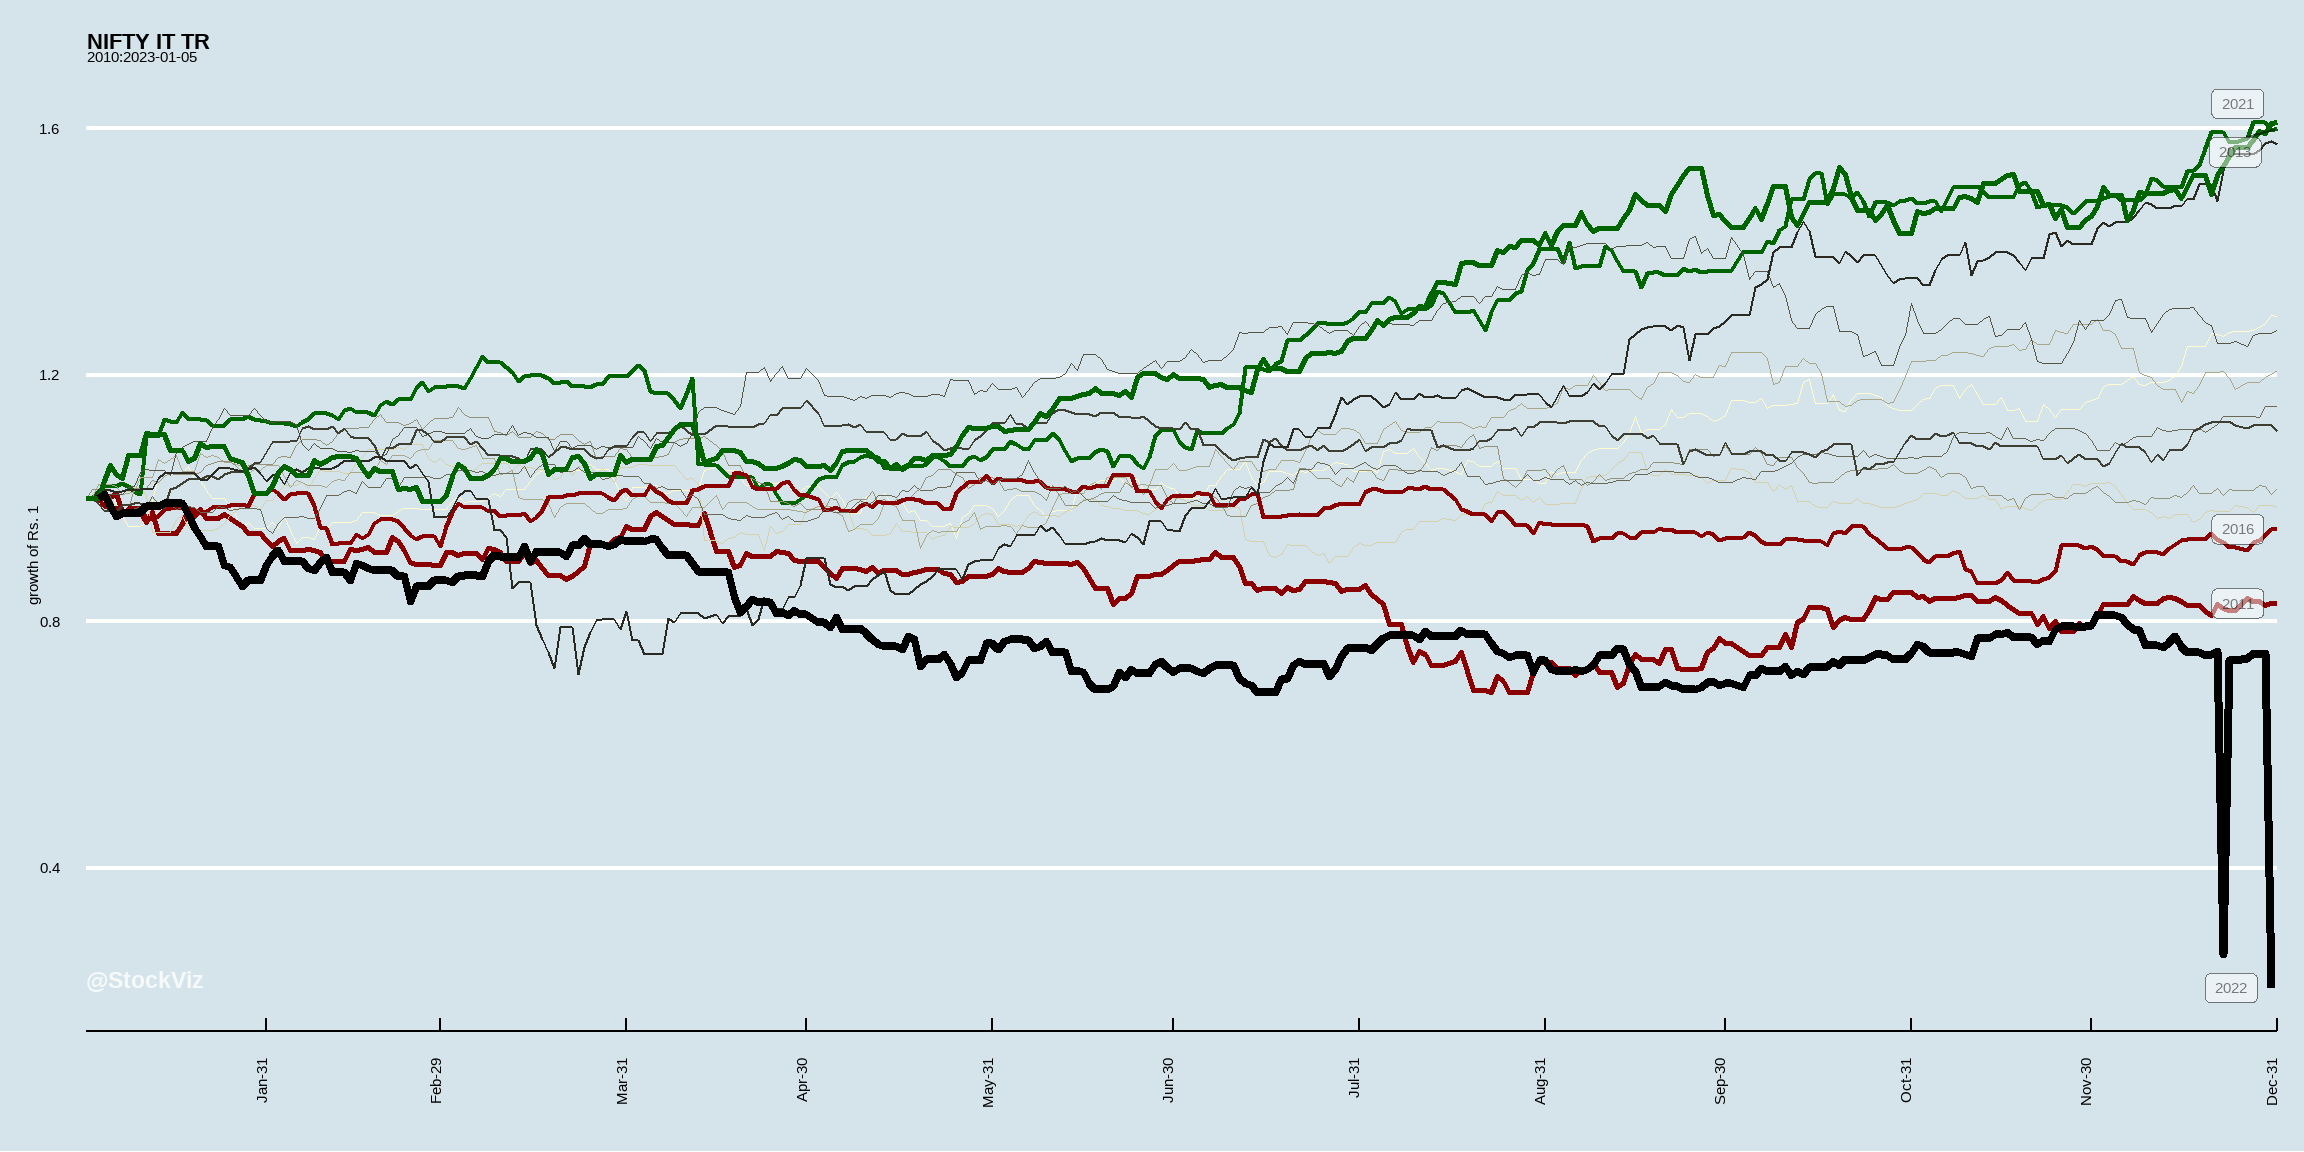 NIFTY IT TR
2010:2023-01-05
2021
1.6
2013
1.2
growth of Rs. 1
2016
2011
0.8
0.4
@StockViz
2022
Jan-31
Feb-29
Mar-31
Apr-30
May-31
Jun-30
Jul-31
Aug-31
Sep-30
Oct-31
Nov-30
Dec-31